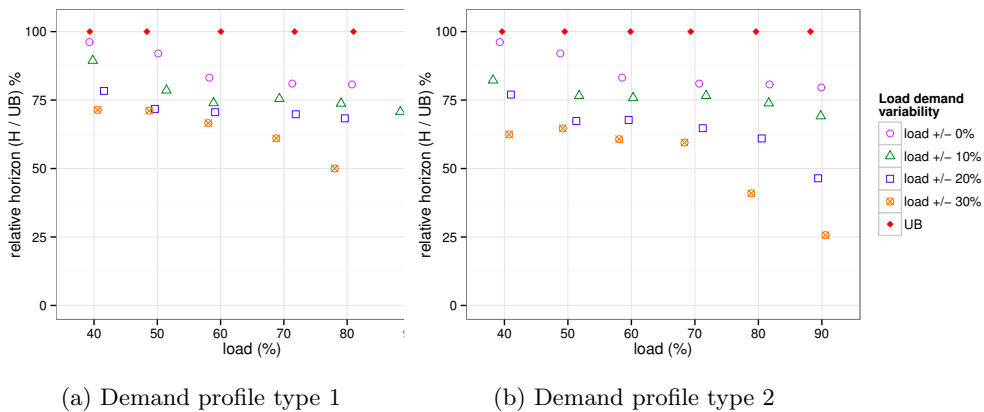 relative horizon (H / UB) %
100
75
50
25
0
40
50
60
70
80
load (%)
(a) Demand profile type 1
relative horizon (H / UB) %
100
75
50
25
0
40
50
60
70
80
90
load (%)
(b) Demand profile type 2
Load demand
variability
load +/− 0%
load +/− 10%
load +/− 20%
load +/− 30%
UB